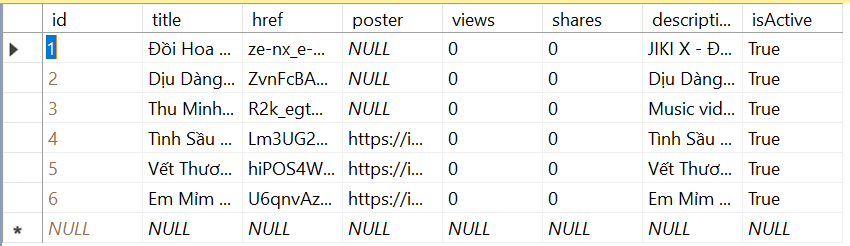 id title href poster views shares descripti... isActive
1 Đồi Hoa ... ze-nx_e-... NULL 0 0 JIKI X - Đ... True
2 Dịu Dàng... ZvnFcBA... NULL 0 0 Dịu Dàng... True
3 Thu Minh... R2k_egt... NULL 0 0 Music vid... True
4 Tình Sầu ... Lm3UG2... https://i... 0 0 Tình Sầu ... True
5 Vết Thươ... hiPOS4W... https://i... 0 0 Vết Thươ... True
6 Em Mỉm ... U6qnvAz... https://i... 0 0 Em Mỉm ... True
NULL NULL NULL NULL NULL NULL NULL NULL